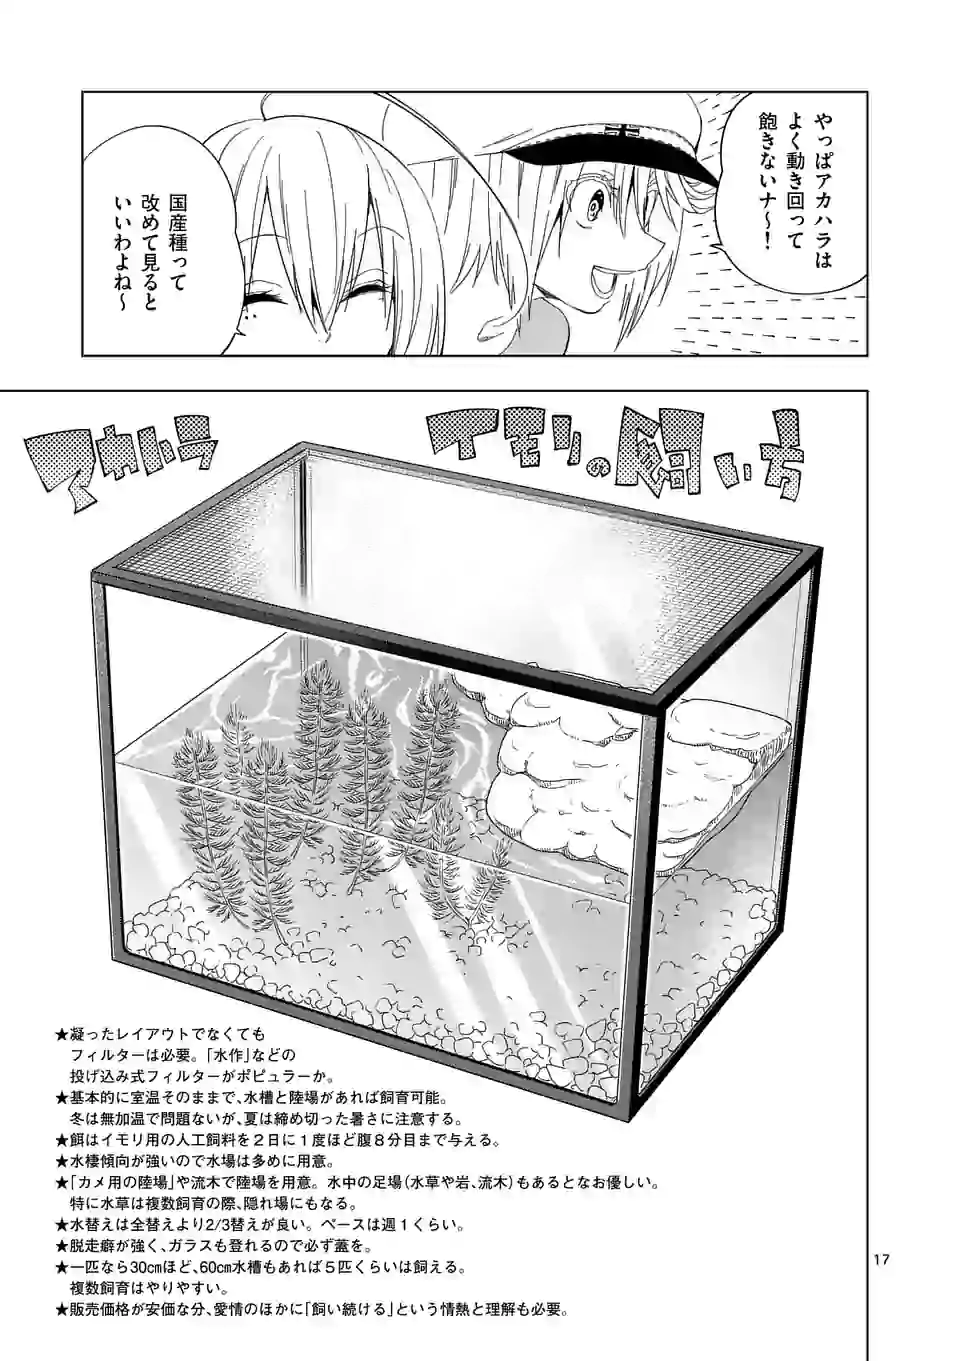 やっぱアカハラは
よく動き回って
飽きないナ〜！
国産種って
改めて見ると
いいわよね〜
アカハライモリの飼い方
★凝ったレイアウトでなくても
フィルターは必要。「水作」などの
投げ込み式フィルターがポピュラーか。
★基本的に室温そのままで、水槽と陸場があれば飼育可能。
冬は無加温で問題ないが、夏は締め切った暑さに注意する。
★餌はイモリ用の人工飼料を２日に１度ほど腹８分目まで与える。
★水棲傾向が強いので水場は多めに用意。
★「カメ用の陸場」や流木で陸場を用意。水中の足場（水草や岩、流木）もあるとなお優しい。
特に水草は複数飼育の際、隠れ場にもなる。
★水替えは全替えより2/3替えが良い。ペースは週１くらい。
★脱走癖が強く、ガラスも登れるので必ず蓋を。
★一匹なら30㎝ほど、60㎝水槽もあれば５匹くらいは飼える。
複数飼育はやりやすい。
★販売価格が安価な分、愛情のほかに「飼い続ける」という情熱と理解も必要。
17